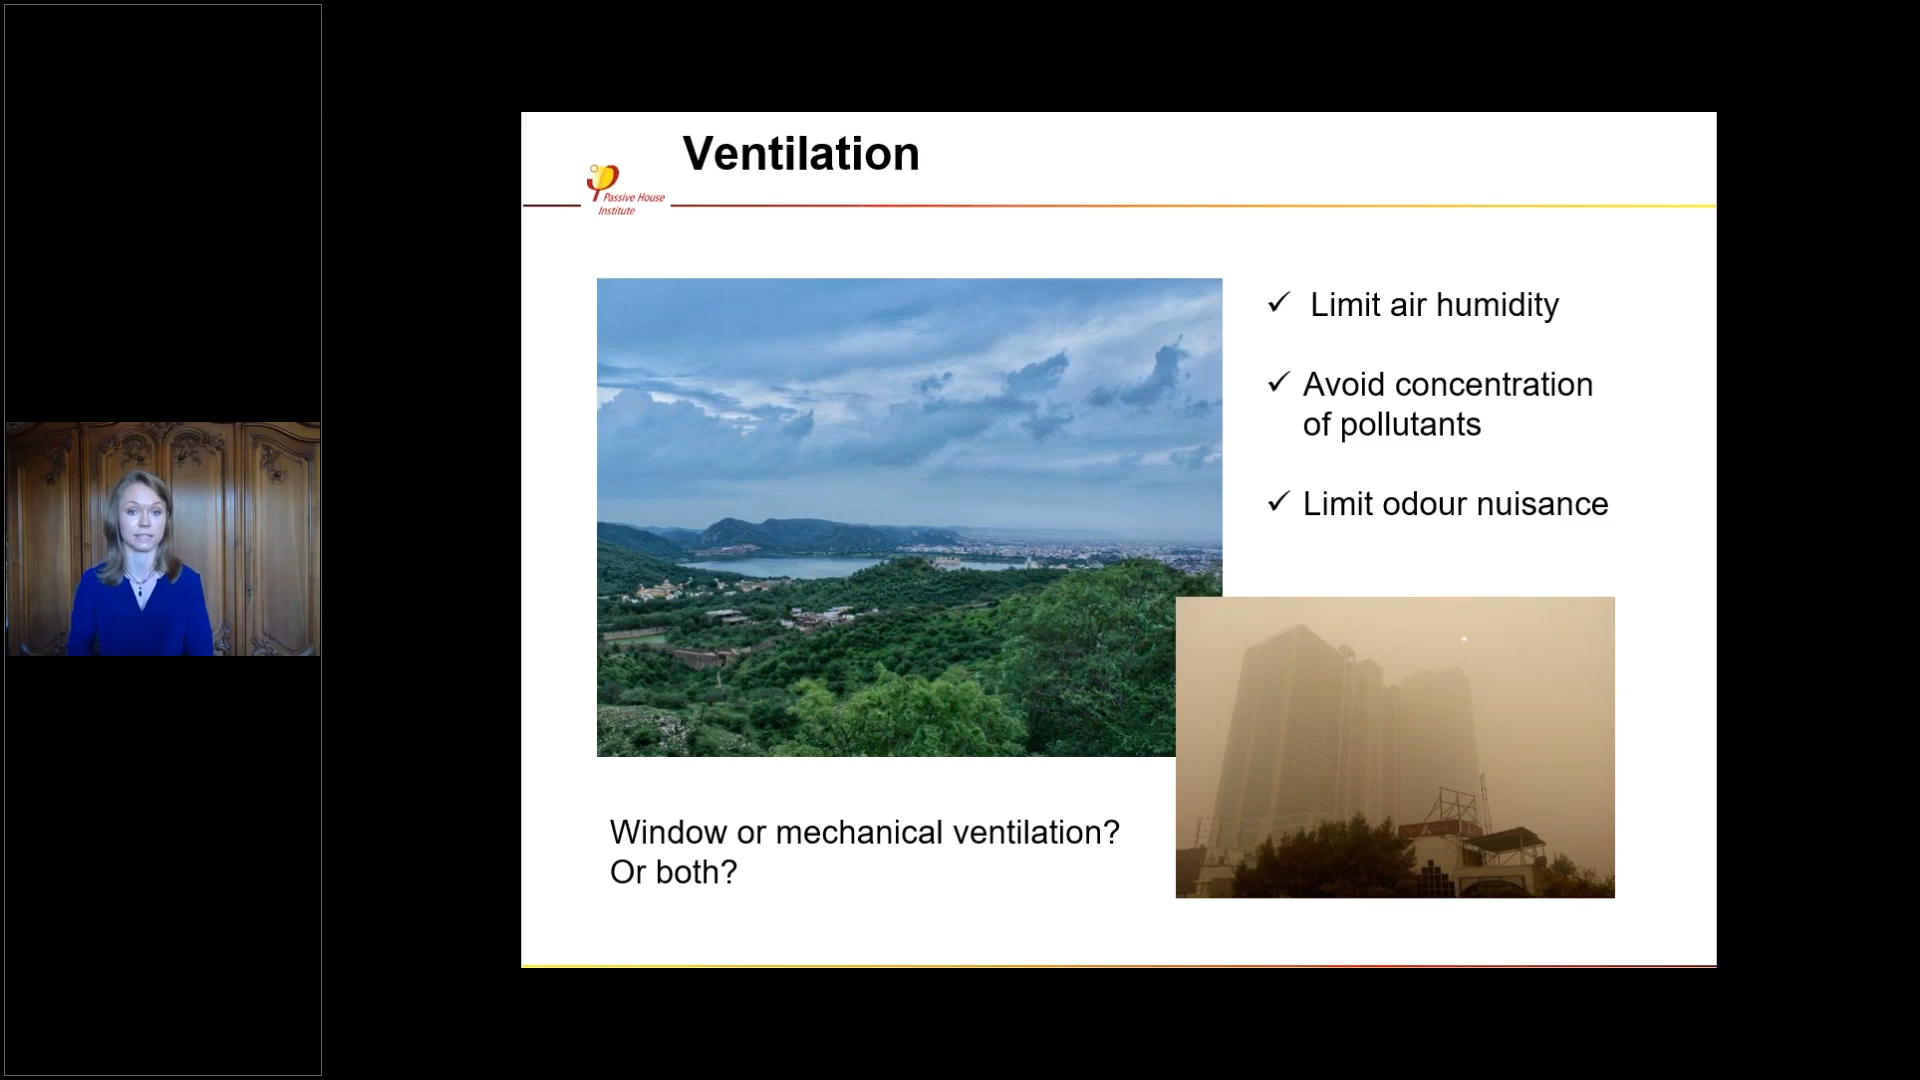 Ventilation
Passive House
Institute
✓ Limit air humidity
✓ Avoid concentration
of pollutants
✓ Limit odour nuisance
Window or mechanical ventilation?
Or both?